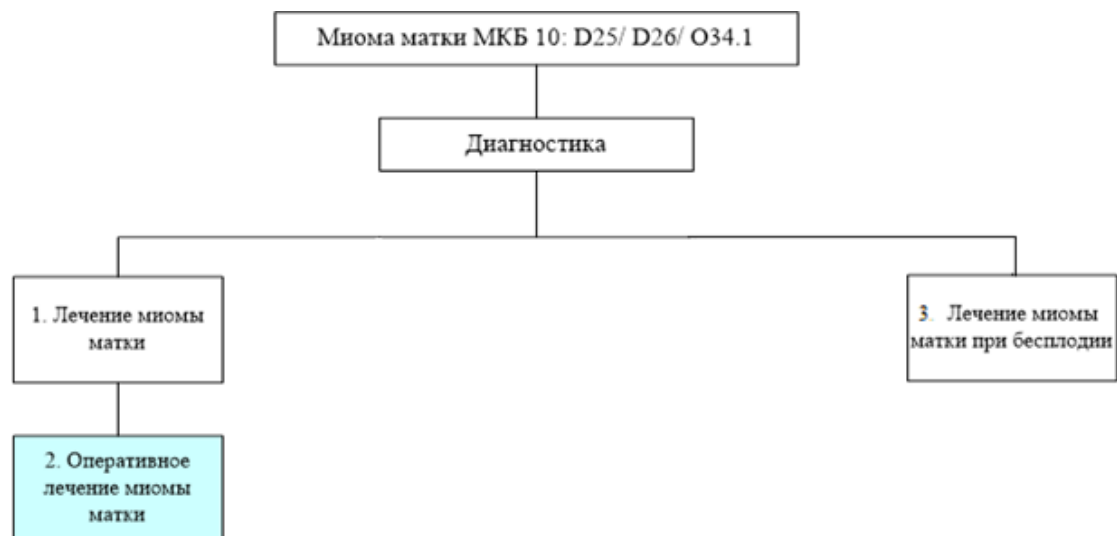 Миома матки МКБ 10: D25/ D26/ O34.1
Диагностика
1. Лечение миомы
матки
3. Лечение миомы
матки при бесплодии
2. Оперативное
лечение миомы
матки